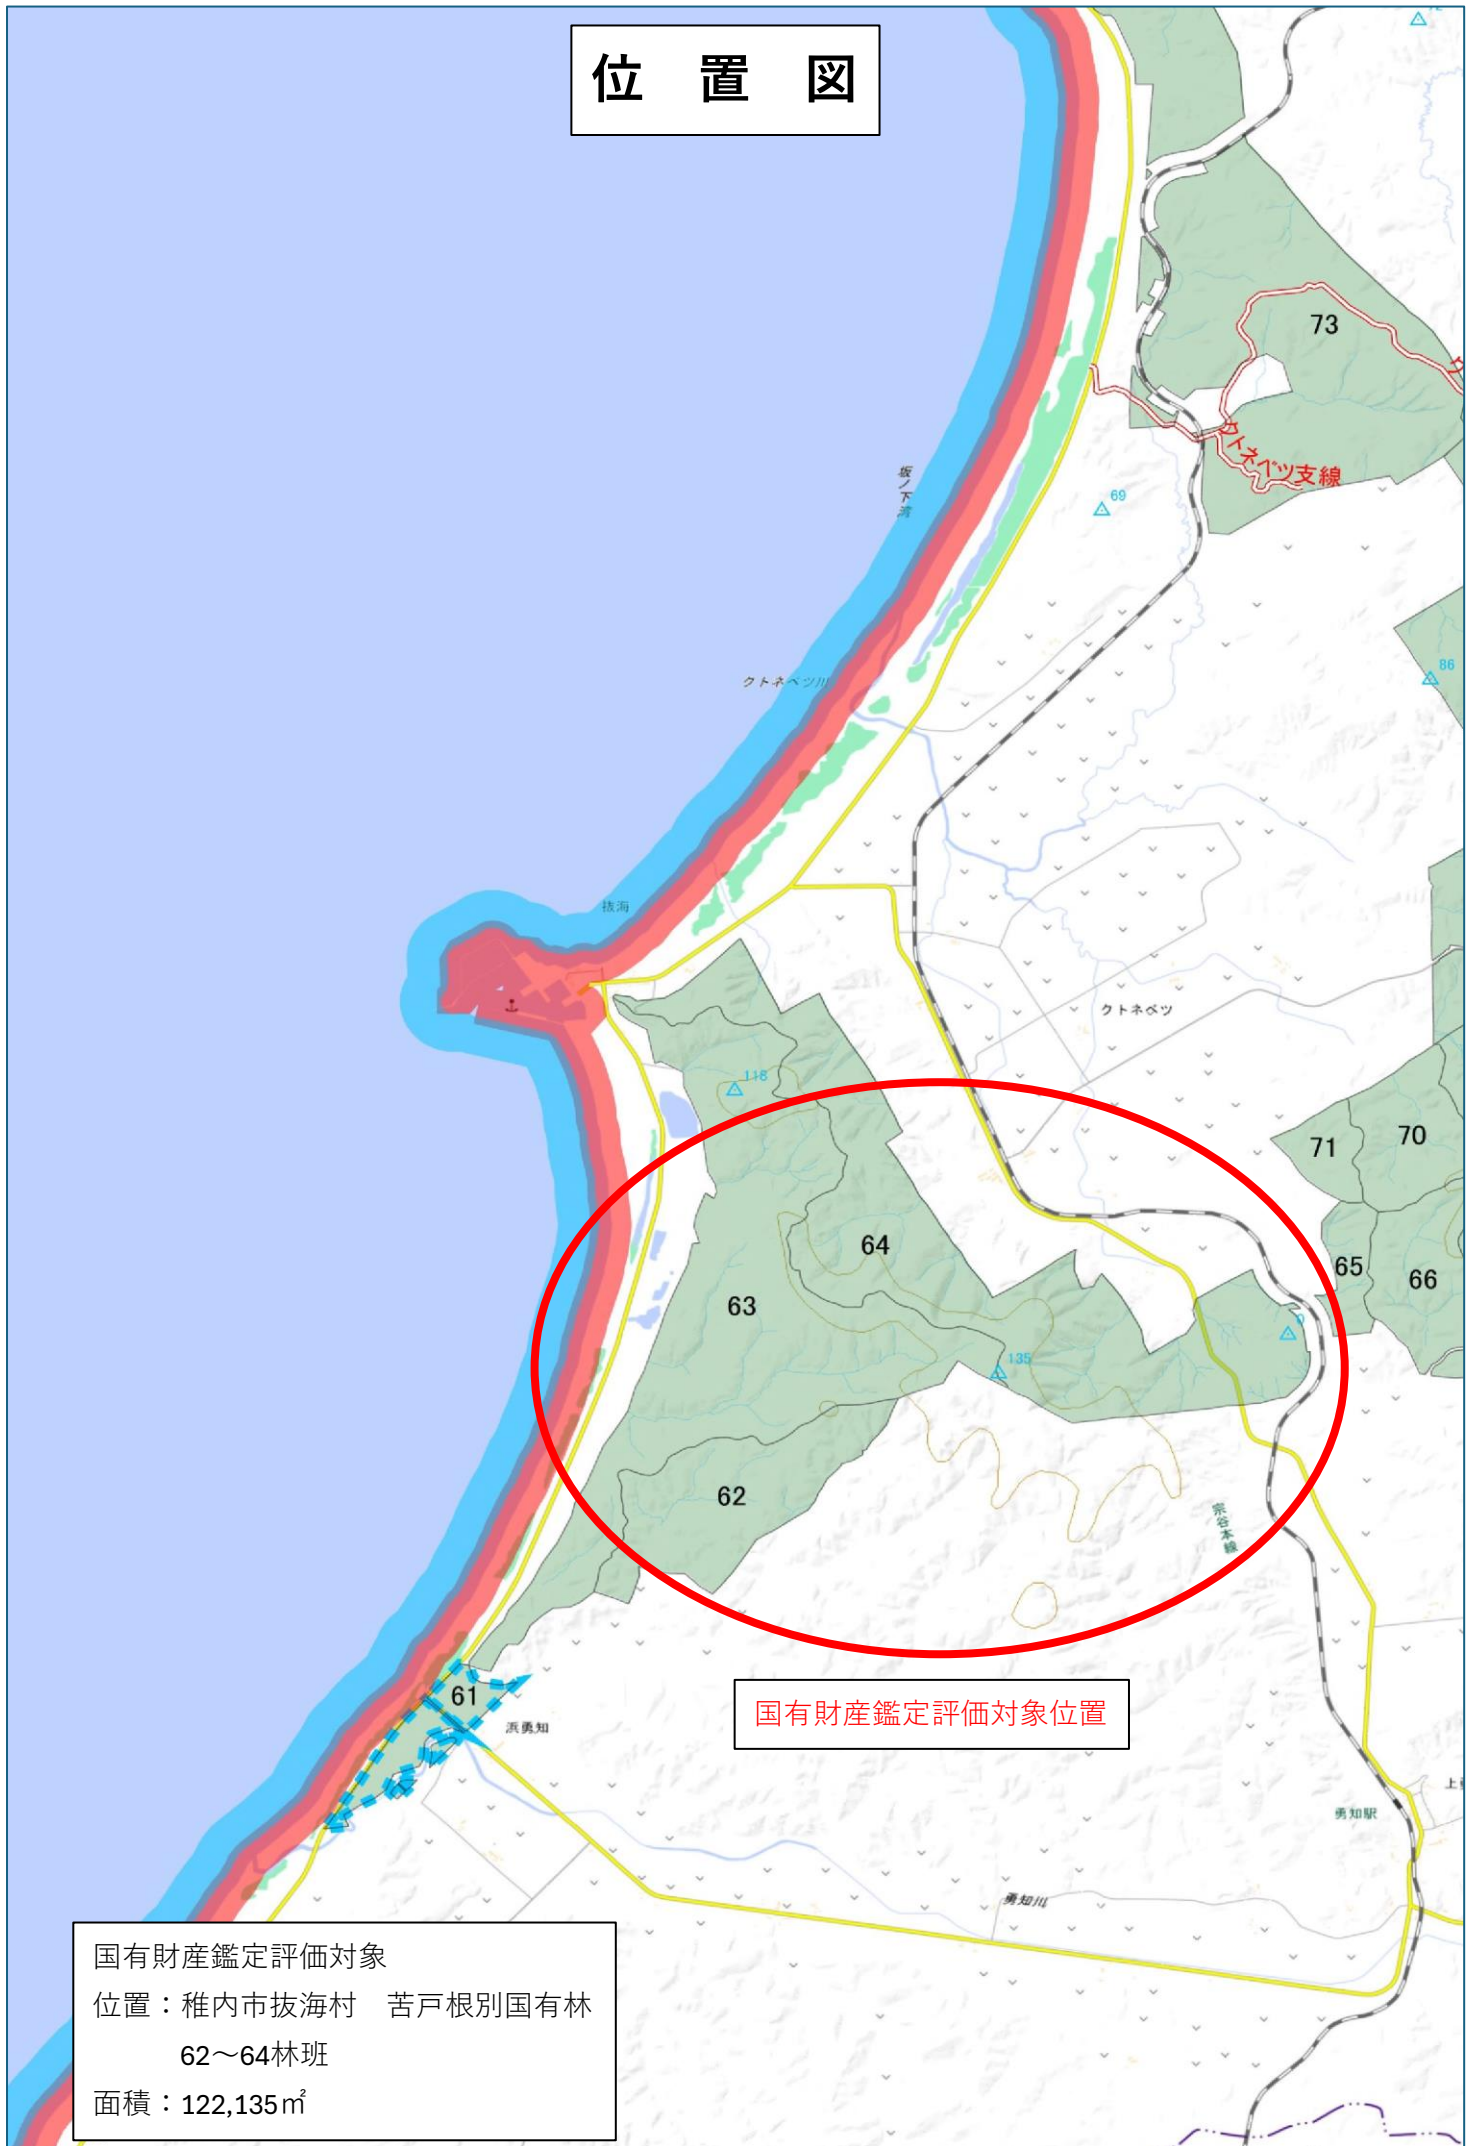 位 置 図
72
73
クトネベツ支線
坂ノ下湾
69
86
クトネベツ川
抜海
クトネベツ
118
71
70
64
65
66
63
0
135
62
宗谷本線
61
浜勇知
国有財産鑑定評価対象位置
勇知駅
勇知川
国有財産鑑定評価対象
位置：稚内市抜海村 苫戸根別国有林
62～64林班
面積：122,135㎡